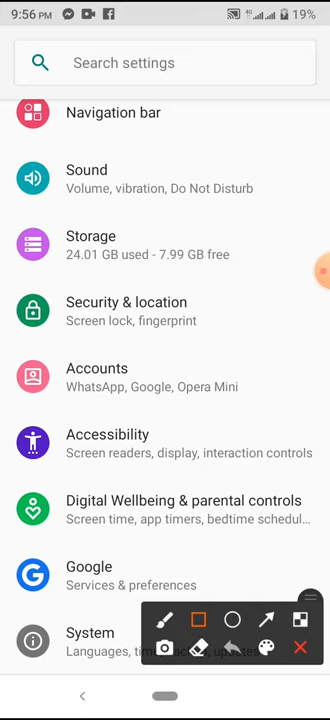 9:56 PM
4G
19%
Search settings
Navigation bar
Sound
Volume, vibration, Do Not Disturb
Storage
24.01 GB used - 7.99 GB free
Security & location
Screen lock, fingerprint
Accounts
WhatsApp, Google, Opera Mini
Accessibility
Screen readers, display, interaction controls
Digital Wellbeing & parental controls
Screen time, app timers, bedtime schedul...
Google
Services & preferences
System
Languages,